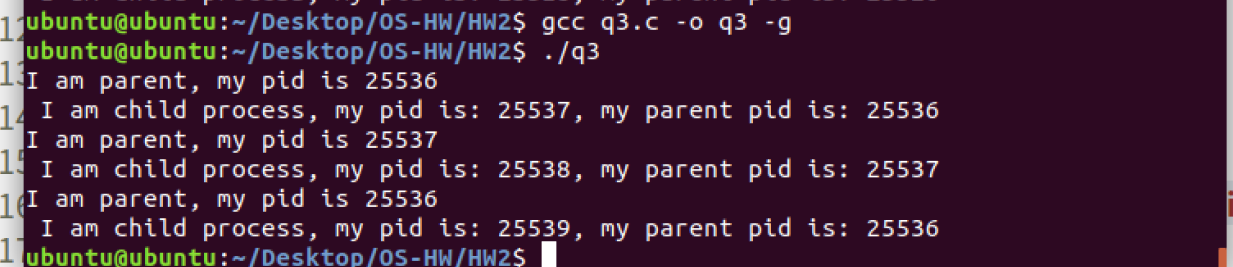 12
ubuntu@ubuntu:~/Desktop/OS-HW/HW2$ gcc q3.c -o q3 -g
ubuntu@ubuntu:~/Desktop/OS-HW/HW2$ ./q3
13
I am parent, my pid is 25536
14
 I am child process, my pid is: 25537, my parent pid is: 25536
I am parent, my pid is 25537
15
 I am child process, my pid is: 25538, my parent pid is: 25537
16
I am parent, my pid is 25536
 I am child process, my pid is: 25539, my parent pid is: 25536
17
ubuntu@ubuntu:~/Desktop/OS-HW/HW2$